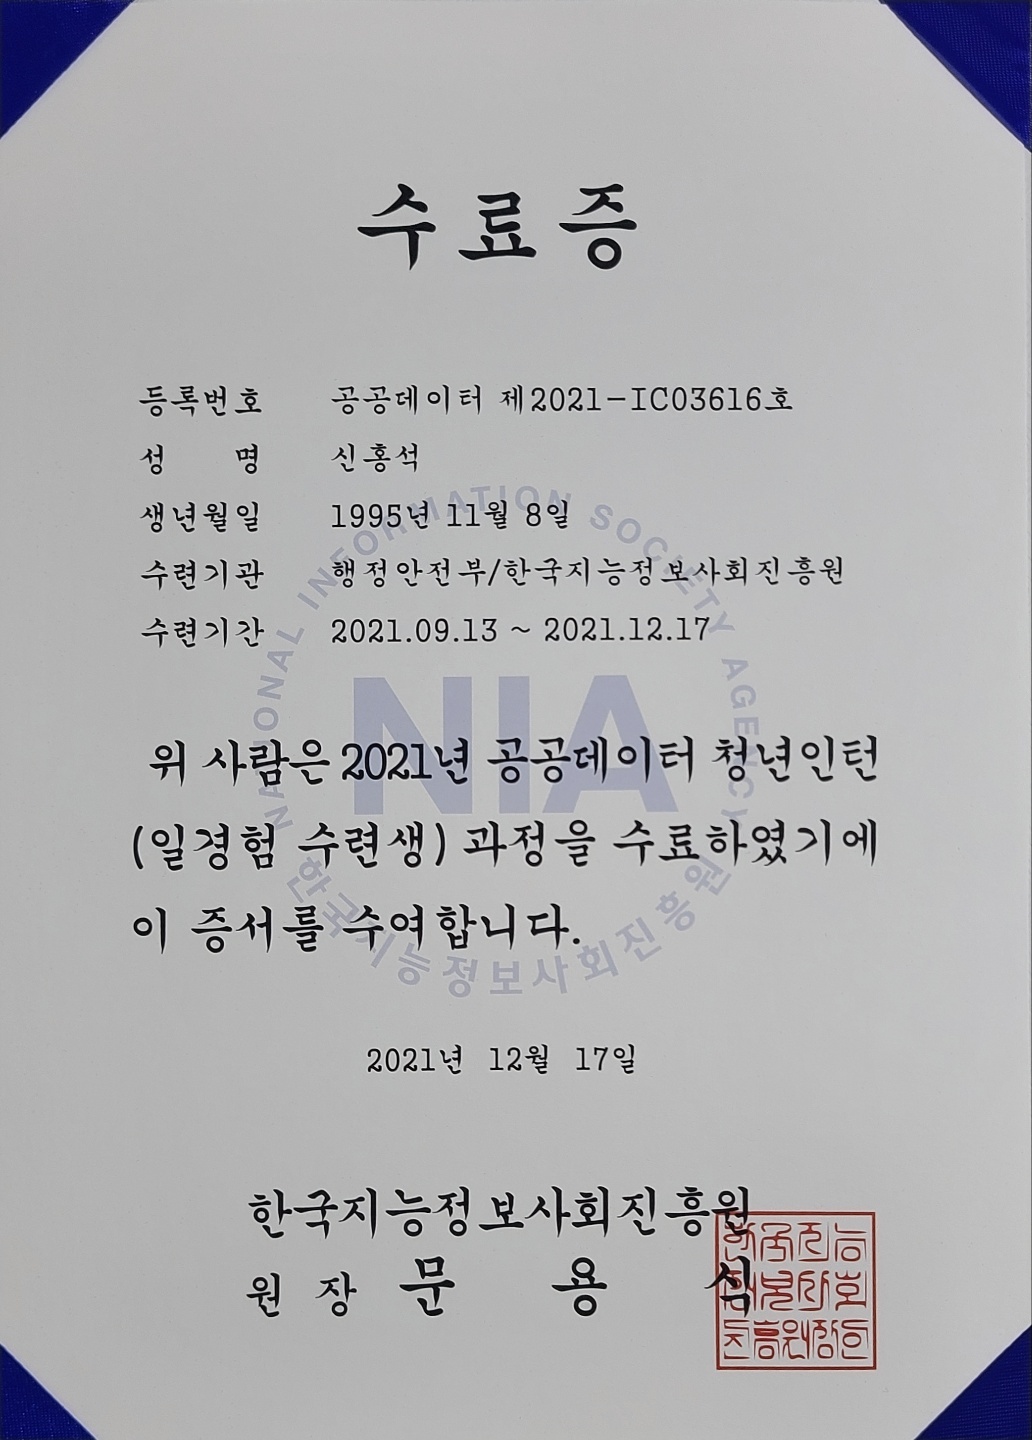 수료증
등록번호 공공데이터 제2021-IC03616호
성 명 신홍석
생년월일 1995년 11월 8일
수련기관 행정안전부/한국지능정보사회진흥원
수련기간 2021.09.13 ~ 2021.12.17
NATIONAL INFORMATION SOCIETY AGENCY
NIA
한국지능정보사회진흥원
위 사람은 2021년 공공데이터 청년인턴
(일경험 수련생) 과정을 수료하였기에
이 증서를 수여합니다.
2021년 12월 17일
한국지능정보사회진흥원
원 장 문 용 식